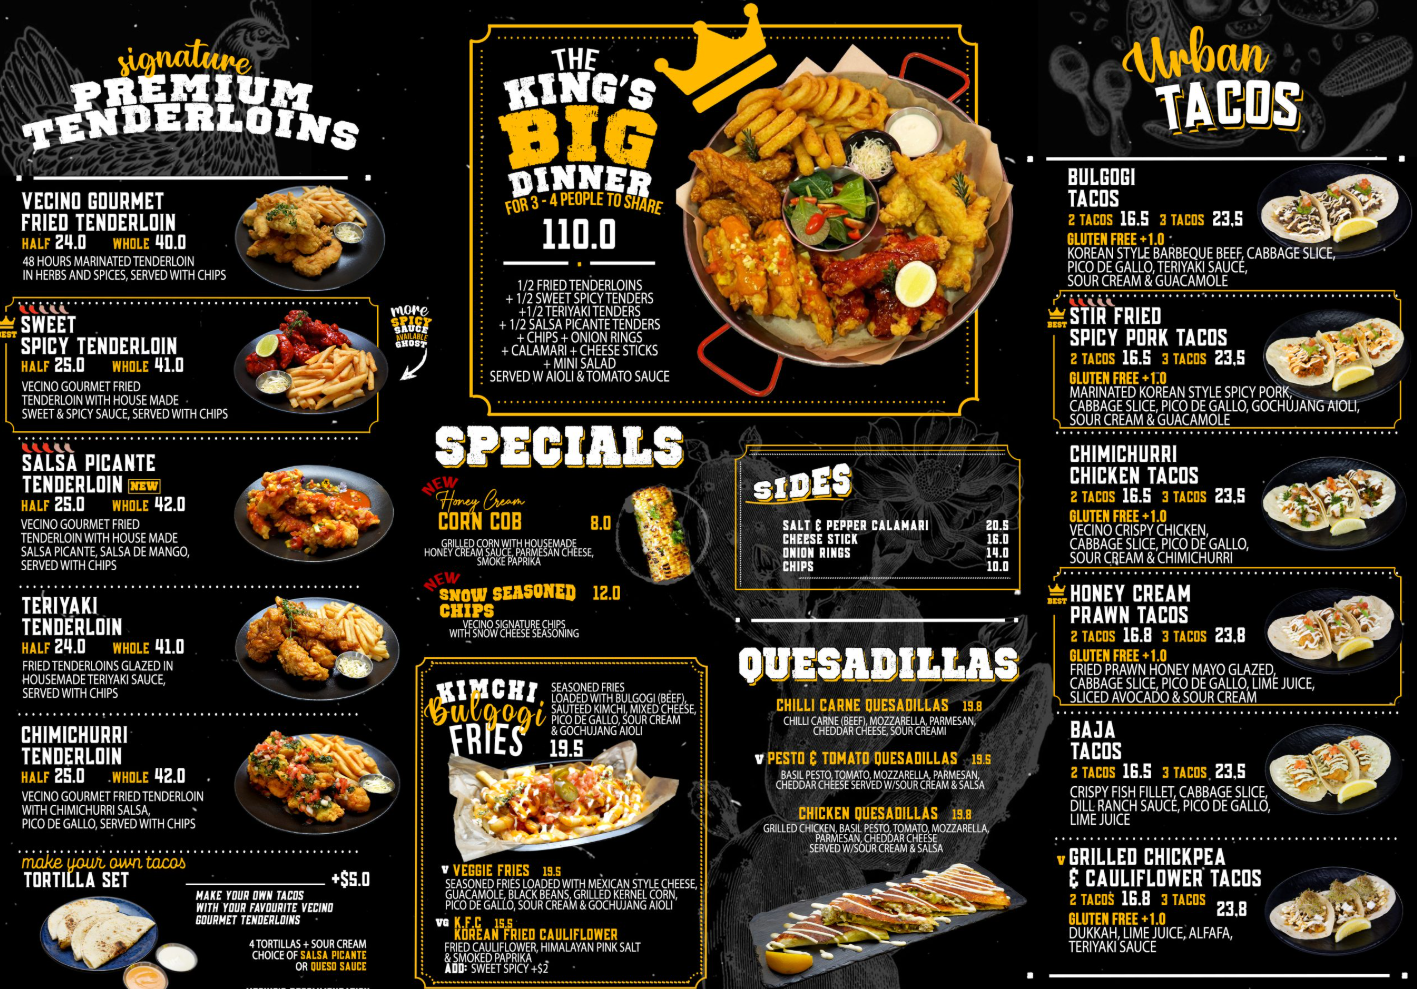 signature
PREMIUM
TENDERLOINS
VECINO GOURMET
FRIED TENDERLOIN
HALF 24.0 WHOLE 40.0
48 HOURS MARINATED TENDERLOIN
IN HERBS AND SPICES, SERVED WITH CHIPS
BEST
SWEET
SPICY TENDERLOIN
HALF 25.0 WHOLE 41.0
VECINO GOURMET FRIED
TENDERLOIN WITH HOUSE MADE
SWEET & SPICY SAUCE, SERVED WITH CHIPS
more
SPICY
SAUCE
AVAILABLE
GHOST
SALSA PICANTE
TENDERLOIN NEW
HALF 25.0 WHOLE 42.0
VECINO GOURMET FRIED
TENDERLOIN WITH HOUSE MADE
SALSA PICANTE, SALSA DE MANGO,
SERVED WITH CHIPS
TERIYAKI
TENDERLOIN
HALF 24.0 WHOLE 41.0
FRIED TENDERLOINS GLAZED IN
HOUSEMADE TERIYAKI SAUCE,
SERVED WITH CHIPS
CHIMICHURRI
TENDERLOIN
HALF 25.0 WHOLE 42.0
VECINO GOURMET FRIED TENDERLOIN
WITH CHIMICHURRI SALSA,
PICO DE GALLO, SERVED WITH CHIPS
make your own tacos
TORTILLA SET +$5.0
MAKE YOUR OWN TACOS
WITH YOUR FAVOURITE VECINO
GOURMET TENDERLOINS
4 TORTILLAS + SOUR CREAM
CHOICE OF SALSA PICANTE
OR QUESO SAUCE
THE
KING'S
BIG
DINNER
FOR 3 - 4 PEOPLE TO SHARE
110.0
1/2 FRIED TENDERLOINS
+ 1/2 SWEET SPICY TENDERS
+1/2 TERIYAKI TENDERS
+ 1/2 SALSA PICANTE TENDERS
+ CHIPS + ONION RINGS
+ CALAMARI + CHEESE STICKS
+ MINI SALAD
SERVED W AIOLI & TOMATO SAUCE
SPECIALS
NEW
Honey Cream
CORN COB 8.0
GRILLED CORN WITH HOUSEMADE
HONEY CREAM SAUCE, PARMESAN CHEESE,
SMOKE PAPRIKA
NEW
SNOW SEASONED 12.0
CHIPS
VECINO SIGNATURE CHIPS
WITH SNOW CHEESE SEASONING
KIMCHI
Bulgogi
FRIES
SEASONED FRIES
LOADED WITH BULGOGI (BEEF),
SAUTEED KIMCHI, MIXED CHEESE,
PICO DE GALLO, SOUR CREAM
& GOCHUJANG AIOLI
19.5
V VEGGIE FRIES 19.5
SEASONED FRIES LOADED WITH MEXICAN STYLE CHEESE,
GUACAMOLE, BLACK BEANS, GRILLED KERNEL CORN,
PICO DE GALLO, SOUR CREAM & GOCHUJANG AIOLI
VG K.F.C 15.5
KOREAN FRIED CAULIFLOWER
FRIED CAULIFLOWER, HIMALAYAN PINK SALT
& SMOKED PAPRIKA
ADD: SWEET SPICY +$2
SIDES
SALT & PEPPER CALAMARI 20.5
CHEESE STICK 16.0
ONION RINGS 14.0
CHIPS 10.0
QUESADILLAS
CHILLI CARNE QUESADILLAS 19.8
CHILLI CARNE (BEEF), MOZZARELLA, PARMESAN,
CHEDDAR CHEESE, SOUR CREAMI
V PESTO & TOMATO QUESADILLAS 19.5
BASIL PESTO, TOMATO, MOZZARELLA, PARMESAN,
CHEDDAR CHEESE SERVED W/SOUR CREAM & SALSA
CHICKEN QUESADILLAS 19.8
GRILLED CHICKEN, BASIL PESTO, TOMATO, MOZZARELLA,
PARMESAN, CHEDDAR CHEESE
SERVED W/SOUR CREAM & SALSA
Urban
TACOS
BULGOGI
TACOS
2 TACOS 16.5 3 TACOS 23,5
GLUTEN FREE +1.0
KOREAN STYLE BARBEQUE BEEF, CABBAGE SLICE,
PICO DE GALLO, TERIYAKI SAUCE,
SOUR CREAM & GUACAMOLE
BEST
STIR FRIED
SPICY PORK TACOS
2 TACOS 16.5 3 TACOS 23,5
GLUTEN FREE +1.0
MARINATED KOREAN STYLE SPICY PORK,
CABBAGE SLICE, PICO DE GALLO, GOCHUJANG AIOLI,
SOUR CREAM & GUACAMOLE
CHIMICHURRI
CHICKEN TACOS
2 TACOS 16.5 3 TACOS 23,5
GLUTEN FREE +1.0
VECINO CRISPY CHICKEN,
CABBAGE SLICE, PICO DE GALLO,
SOUR CREAM & CHIMICHURRI
BEST
HONEY CREAM
PRAWN TACOS
2 TACOS 16.8 3 TACOS 23,8
GLUTEN FREE +1.0
FRIED PRAWN HONEY MAYO GLAZED,
CABBAGE SLICE, PICO DE GALLO, LIME JUICE,
SLICED AVOCADO & SOUR CREAM
BAJA
TACOS
2 TACOS 16.5 3 TACOS 23,5
CRISPY FISH FILLET, CABBAGE SLICE,
DILL RANCH SAUCE, PICO DE GALLO,
LIME JUICE
V GRILLED CHICKPEA
& CAULIFLOWER TACOS
2 TACOS 16.8 3 TACOS 23,8
GLUTEN FREE +1.0
DUKKAH, LIME JUICE, ALFAFA,
TERIYAKI SAUCE